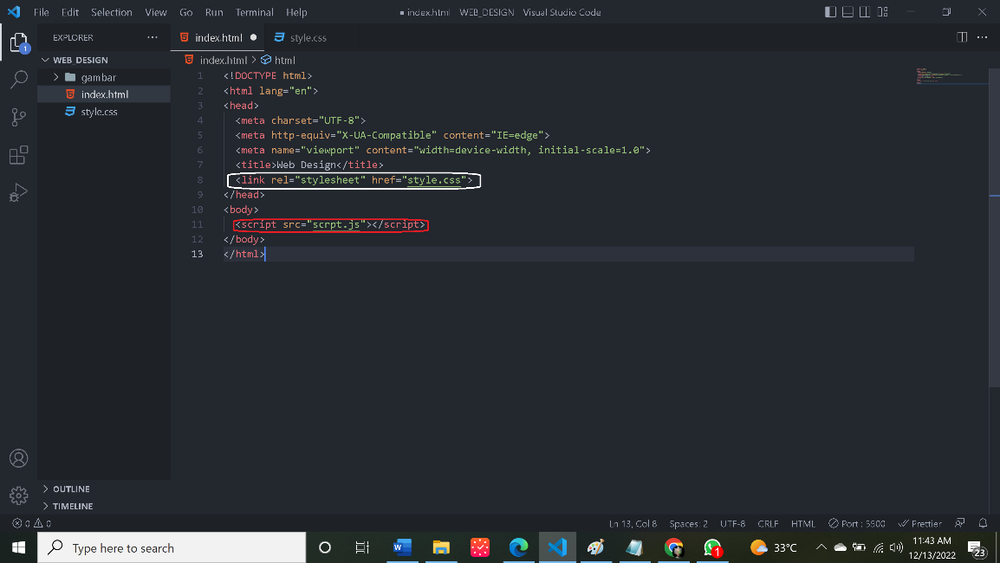 File Edit Selection View Go Run Terminal Help
● index.html WEB_DESIGN Visual Studio Code
EXPLORER ···
index.html ●
style.css
WEB_DESIGN
gambar
index.html
style.css
index.html > html
1 <!DOCTYPE html>
2 <html lang="en">
3 <head>
4 <meta charset="UTF-8">
5 <meta http-equiv="X-UA-Compatible" content="IE=edge">
6 <meta name="viewport" content="width=device-width, initial-scale=1.0">
7 <title>Web Design</title>
8 <link rel="stylesheet" href="style.css">
9 </head>
10 <body>
11 <script src="scrpt.js"></script>
12 </body>
13 </html>
1
OUTLINE
TIMELINE
0 0
Ln 13, Col 8 Spaces: 2 UTF-8 CRLF HTML Port : 5500 Prettier
Type here to search
W
1
33°C
11:43 AM
12/13/2022
23